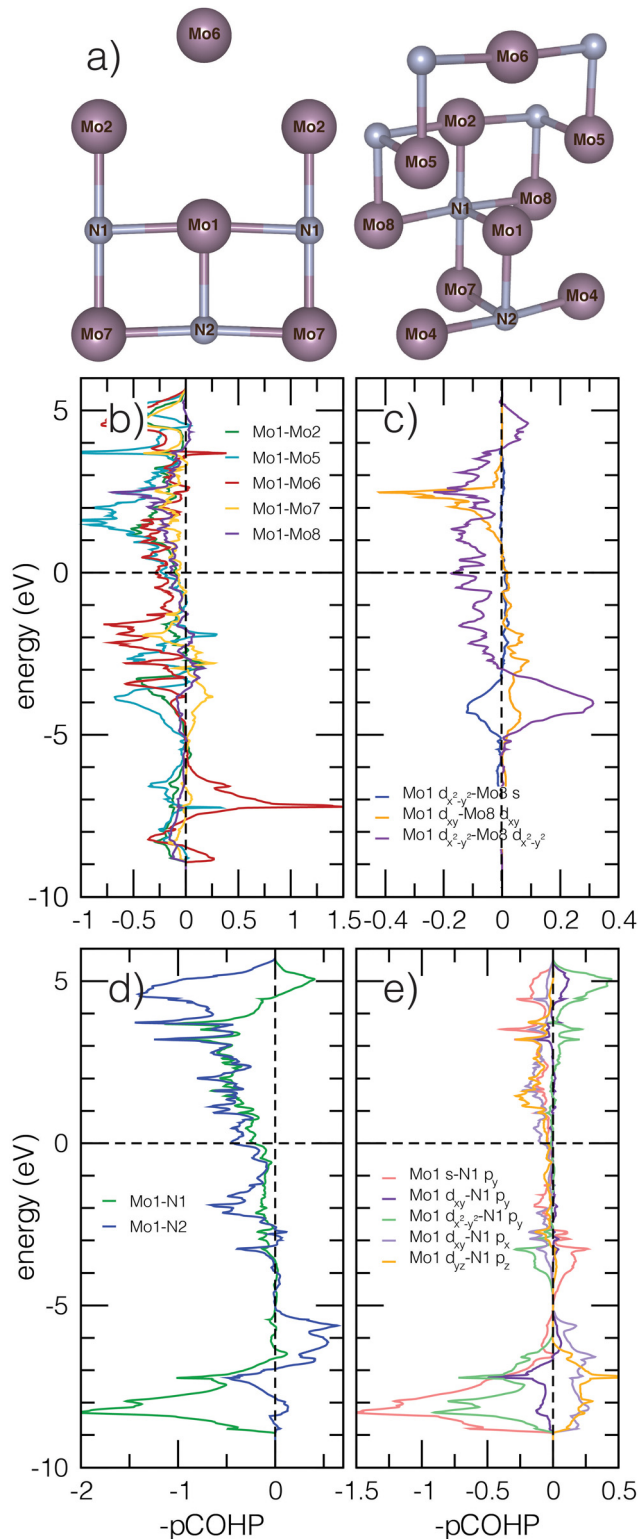 a)
Mo6
Mo2 Mo2
N1 Mo1 N1
Mo7 N2 Mo7
Mo6
Mo2
Mo5 Mo5
Mo8 N1 Mo8
Mo1
Mo7 Mo4
Mo4 N2
b)
Mo1-Mo2
Mo1-Mo5
Mo1-Mo6
Mo1-Mo7
Mo1-Mo8
energy (eV)
5
0
-5
-10
-1 -0.5 0 0.5 1 1.5
c)
Mo1 dx²-y²-Mo8 s
Mo1 dxy-Mo8 dxy
Mo1 dx²-y²-Mo8 dx²-y²
-0.4 -0.2 0 0.2 0.4
d)
Mo1-N1
Mo1-N2
energy (eV)
5
0
-5
-10
-2 -1 0
-pCOHP
e)
Mo1 s-N1 py
Mo1 dxy-N1 py
Mo1 dx²-y²-N1 py
Mo1 dxy-N1 px
Mo1 dyz-N1 pz
-1.5 -1 -0.5 0 0.5
-pCOHP